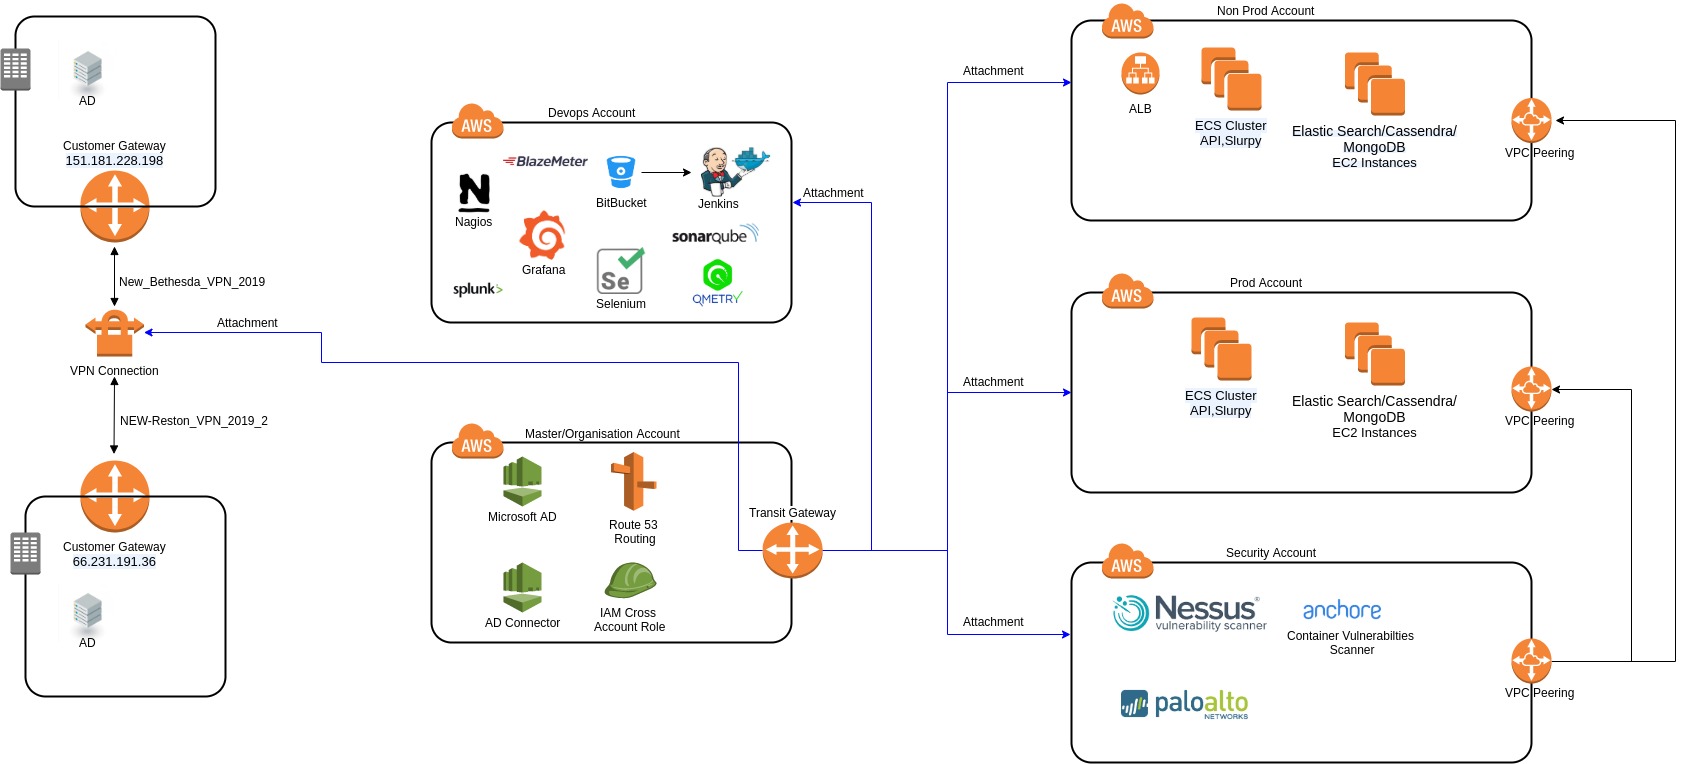 AD
Customer Gateway
151.181.228.198
New_Bethesda_VPN_2019
VPN Connection
NEW-Reston_VPN_2019_2
Customer Gateway
66.231.191.36
AD
Attachment
Devops Account
AWS
BlazeMeter
BitBucket
Jenkins
Nagios
Grafana
sonarqube
splunk>
Se
Selenium
QMETRY
Attachment
Master/Organisation Account
AWS
Microsoft AD
Route 53
Routing
AD Connector
IAM Cross
Account Role
Transit Gateway
Attachment
Non Prod Account
AWS
ALB
ECS Cluster
API,Slurpy
Elastic Search/Cassendra/
MongoDB
EC2 Instances
VPC Peering
Attachment
Prod Account
AWS
ECS Cluster
API,Slurpy
Elastic Search/Cassendra/
MongoDB
EC2 Instances
VPC Peering
Attachment
Security Account
AWS
Nessus®
vulnerability scanner
anchore
Container Vulnerabilties
Scanner
paloalto
NETWORKS
VPC Peering